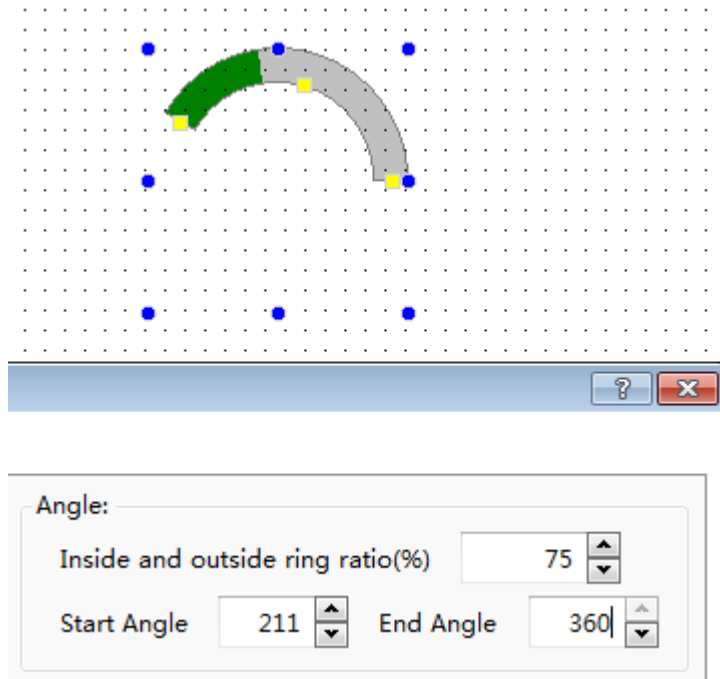 ?
Angle:
Inside and outside ring ratio(%) 75
Start Angle 211 End Angle 360